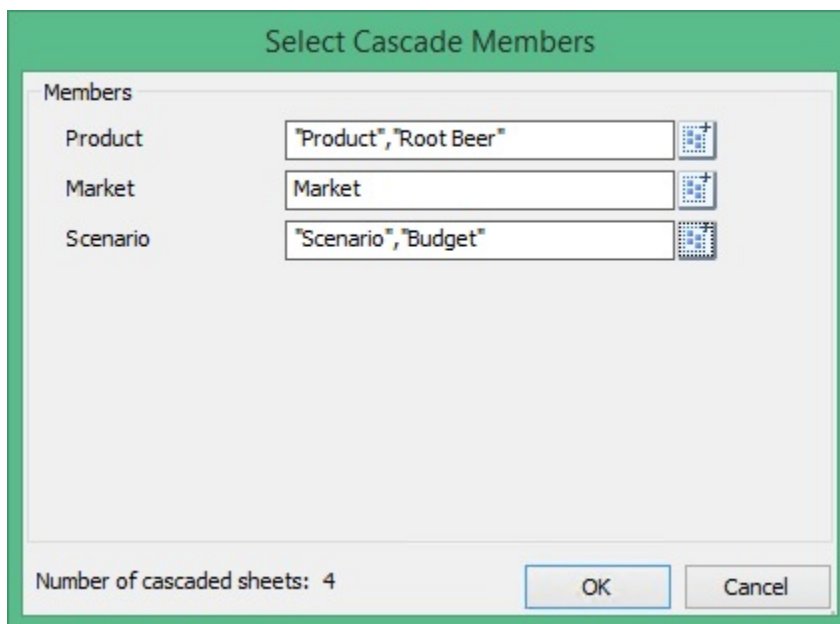 Select Cascade Members
Members
Product "Product","Root Beer"
Market Market
Scenario "Scenario","Budget"
Number of cascaded sheets: 4 OK Cancel